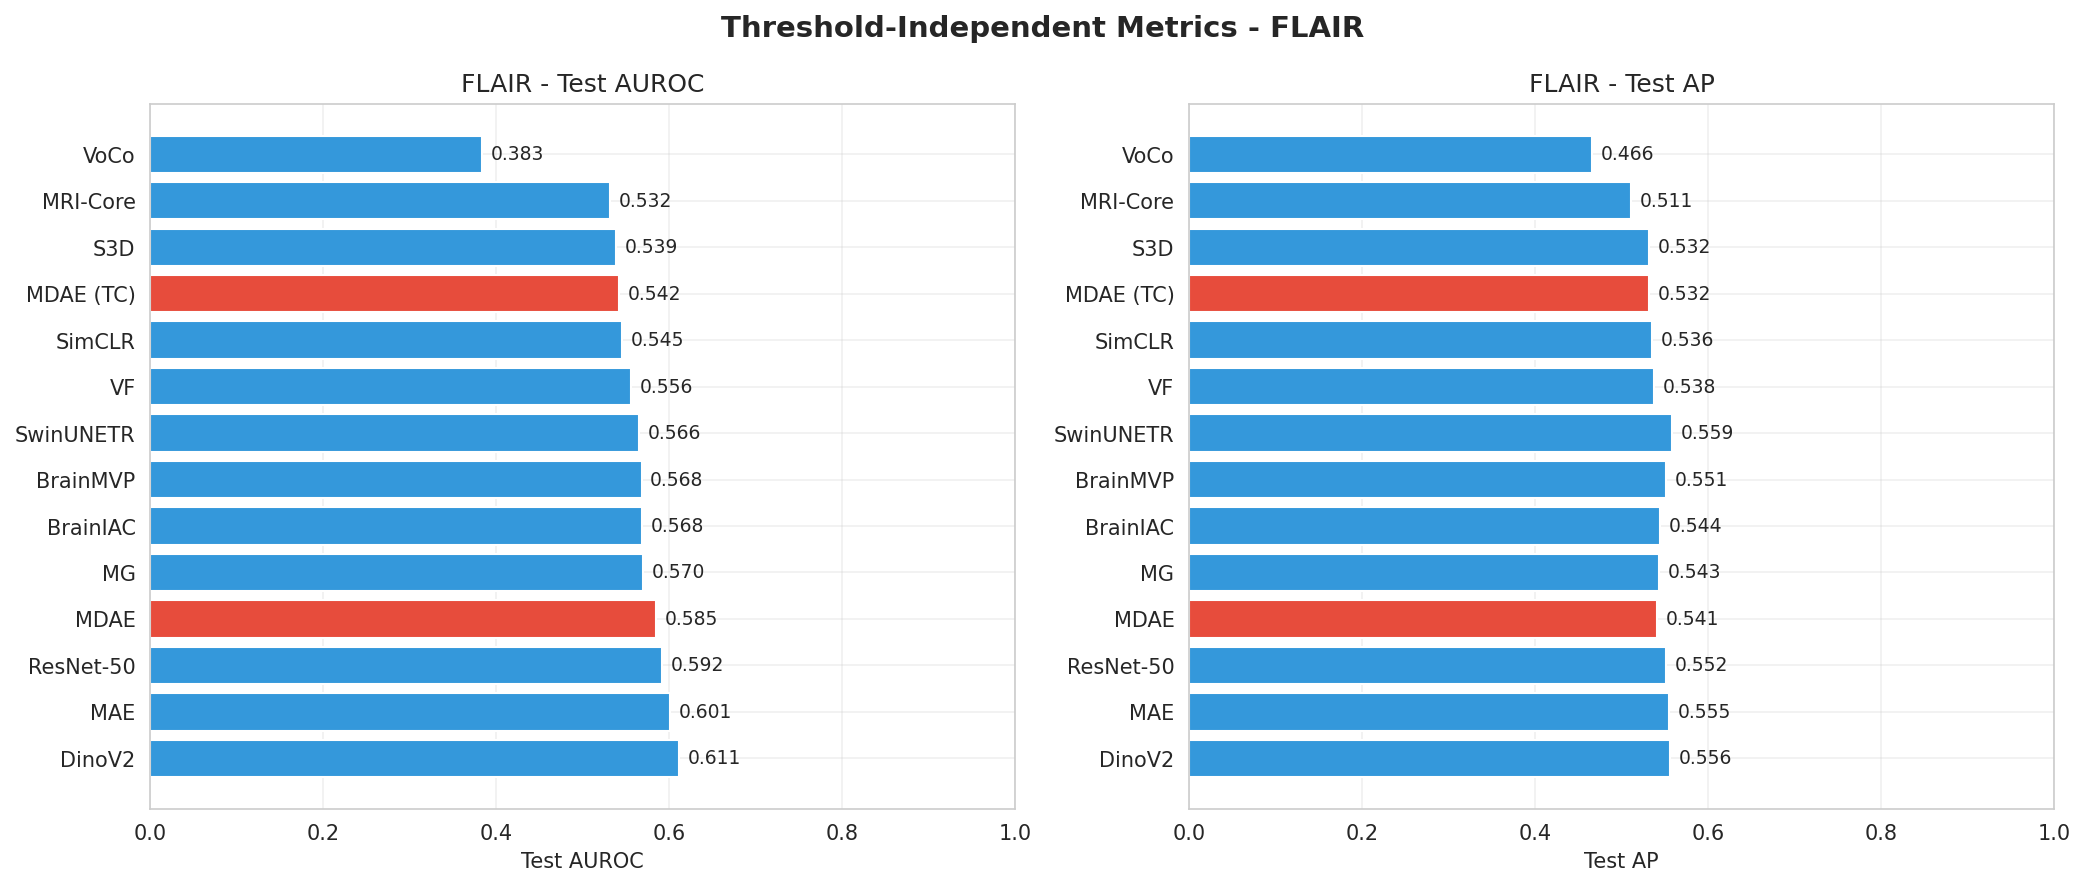 Threshold-Independent Metrics - FLAIR
FLAIR - Test AUROC
VoCo 0.383
MRI-Core 0.532
S3D 0.539
MDAE (TC) 0.542
SimCLR 0.545
VF 0.556
SwinUNETR 0.566
BrainMVP 0.568
BrainIAC 0.568
MG 0.570
MDAE 0.585
ResNet-50 0.592
MAE 0.601
DinoV2 0.611
0.0 0.2 0.4 0.6 0.8 1.0
Test AUROC
FLAIR - Test AP
VoCo 0.466
MRI-Core 0.511
S3D 0.532
MDAE (TC) 0.532
SimCLR 0.536
VF 0.538
SwinUNETR 0.559
BrainMVP 0.551
BrainIAC 0.544
MG 0.543
MDAE 0.541
ResNet-50 0.552
MAE 0.555
DinoV2 0.556
0.0 0.2 0.4 0.6 0.8 1.0
Test AP